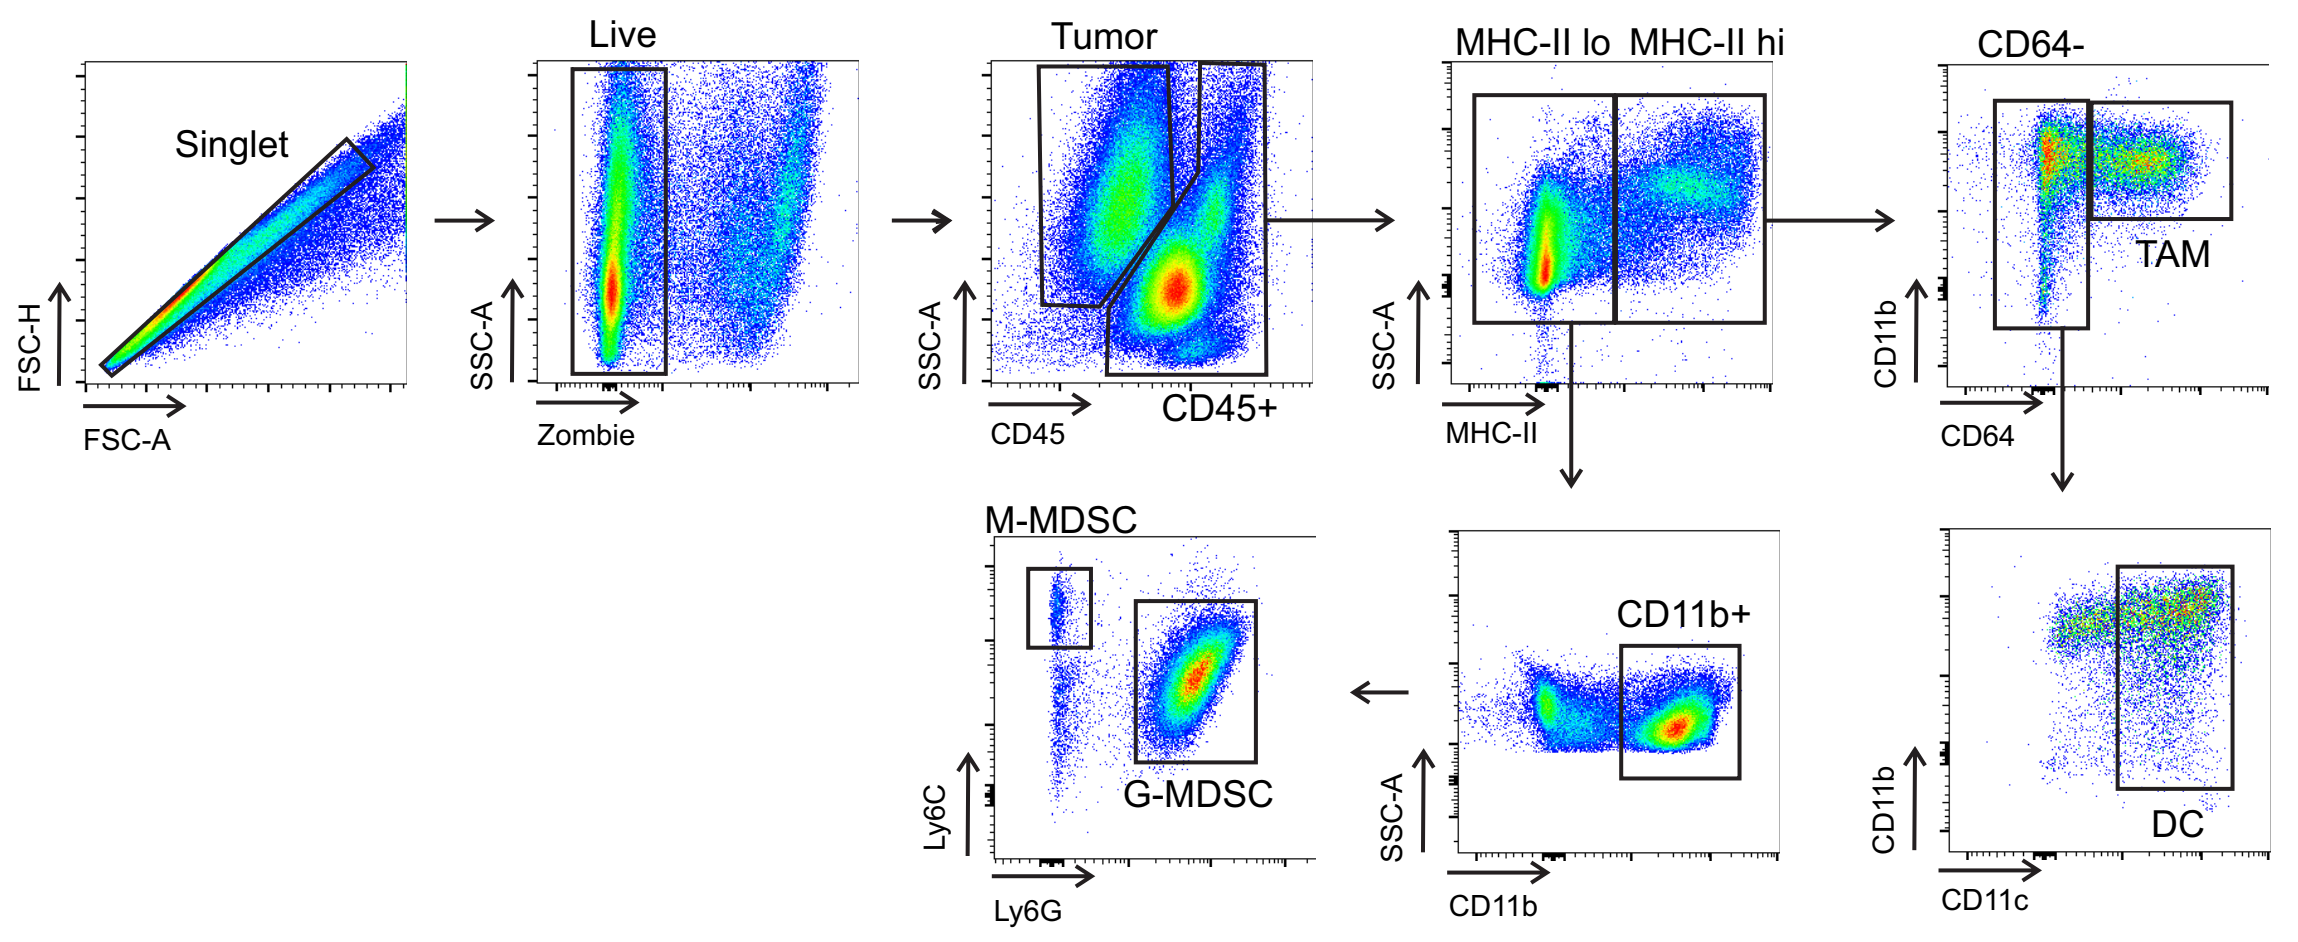 Singlet
FSC-H
FSC-A
Live
SSC-A
Zombie
Tumor
SSC-A
CD45
CD45+
MHC-II lo MHC-II hi
SSC-A
MHC-II
CD64-
TAM
CD11b
CD64
M-MDSC
G-MDSC
Ly6C
Ly6G
CD11b+
SSC-A
CD11b
DC
CD11b
CD11c